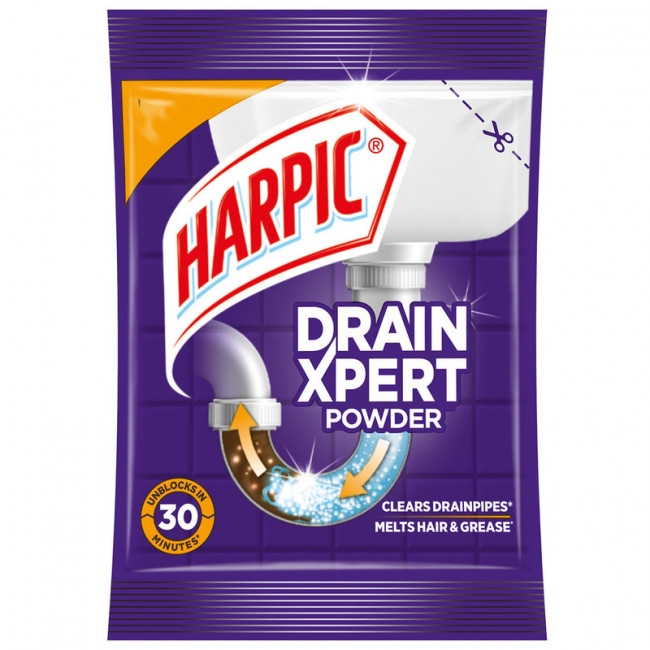 HARPIC®
DRAIN
XPERT
POWDER
UNBLOCKS IN
30
MINUTES*
CLEARS DRAINPIPES*
MELTS HAIR & GREASE*